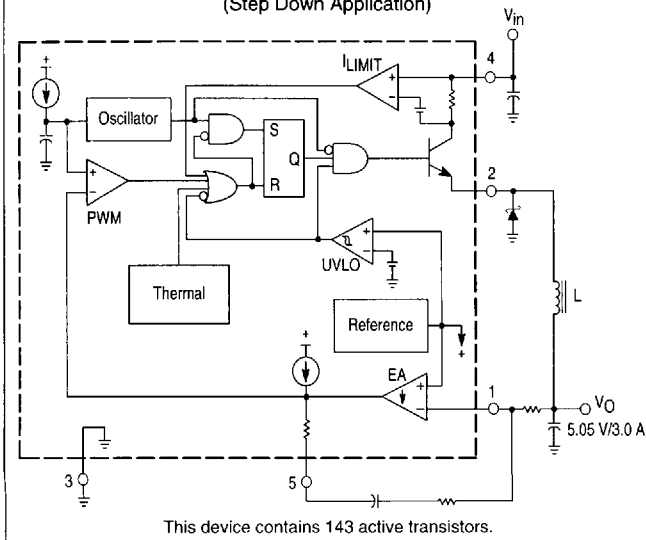 (Step Down Application)
Vin
4
ILIMIT
+
−
+
Oscillator
S
Q
R
2
+
−
PWM
+
−
UVLO
Thermal
L
Reference
+
+
EA
+
−
1
VO
5.05 V/3.0 A
3
5
This device contains 143 active transistors.